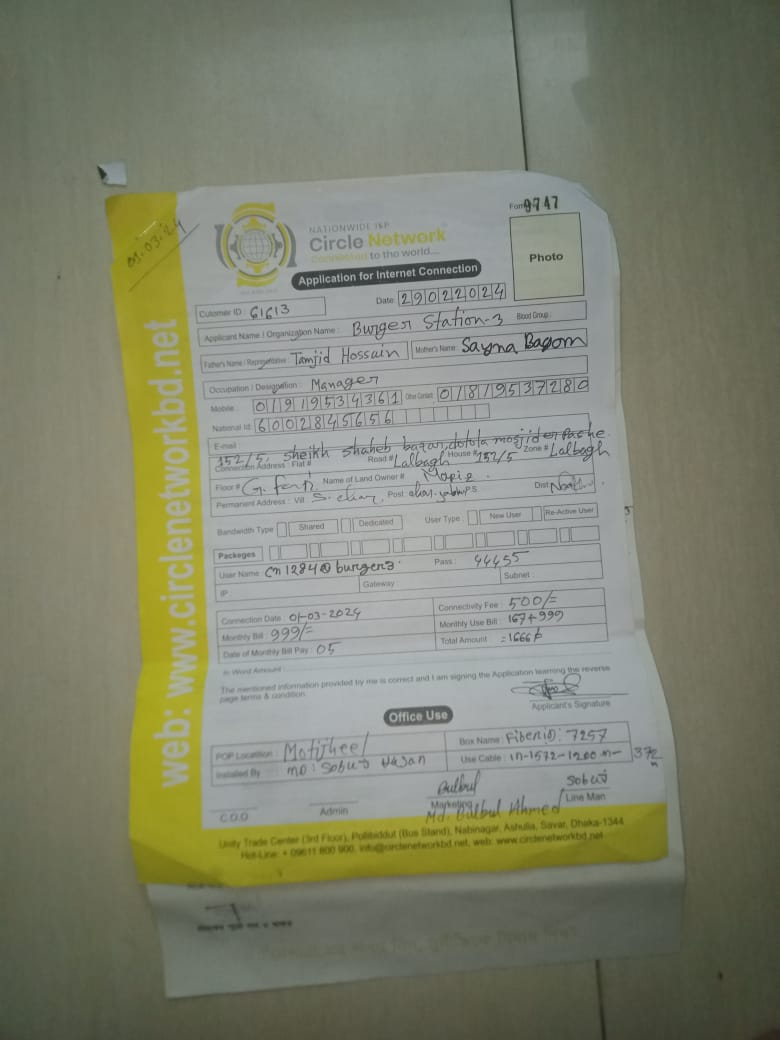 03.03.24
web: www.circlenetworkbd.net
NATIONWIDE ISP
Circle Network
Connected to the world...
Form 9747
Photo
Application for Internet Connection
Cutomer ID : 61613
Date 29022024
Applicant Name / Organization Name : Burger Station-3 Blood Group :
Father's Name / Representative : Tamjid Hossain Mother's Name : Sayma Bagom
Occupation / Designation : Manager
Mobile 01919534361 Other Contact 01819537280
National Id: 6002845656
E-mail
152/5, sheikh shaheb bazar, dotola mosjider pache
Connection Address : Flat # Road # Lalbagh House # 152/5 Zone # Lalbagh
Floor # G. Name of Land Owner #
Permanent Address : Vill Post P.S Dist
Bandwidth Type Shared Dedicated User Type New User Re-Active User
Packeges
User Name cn1284@burger3. Pass : 44455
IP Gateway : Subnet :
Connection Date : 01-03-2024 Connectivity Fee : 500/=
Monthly Bill 999/= Monthly Use Bill : 167+999
Date of Monthly Bill Pay : 05 Total Amount : =1666
In Word Amount :
The mentioned information provided by me is correct and I am signing the Application learning the reverse
page terms & condition
Applicant's Signature
Office Use
POP Location : Motijheel Box Name : Fiber ID: 7257
Installed By MD: Sobuj Hasan Use Cable : in-1572-1200 m- 372 m
Bulbul Sobuj
C.O.O Admin Marketing Line Man
Md. Bulbul Ahmed
Unity Trade Center (3rd Floor), Pollibiddut (Bus Stand), Nabinagar, Ashulia, Savar, Dhaka-1344
Hot-Line: + 09611 800 900, info@circlenetworkbd.net, web: www.circlenetworkbd.net